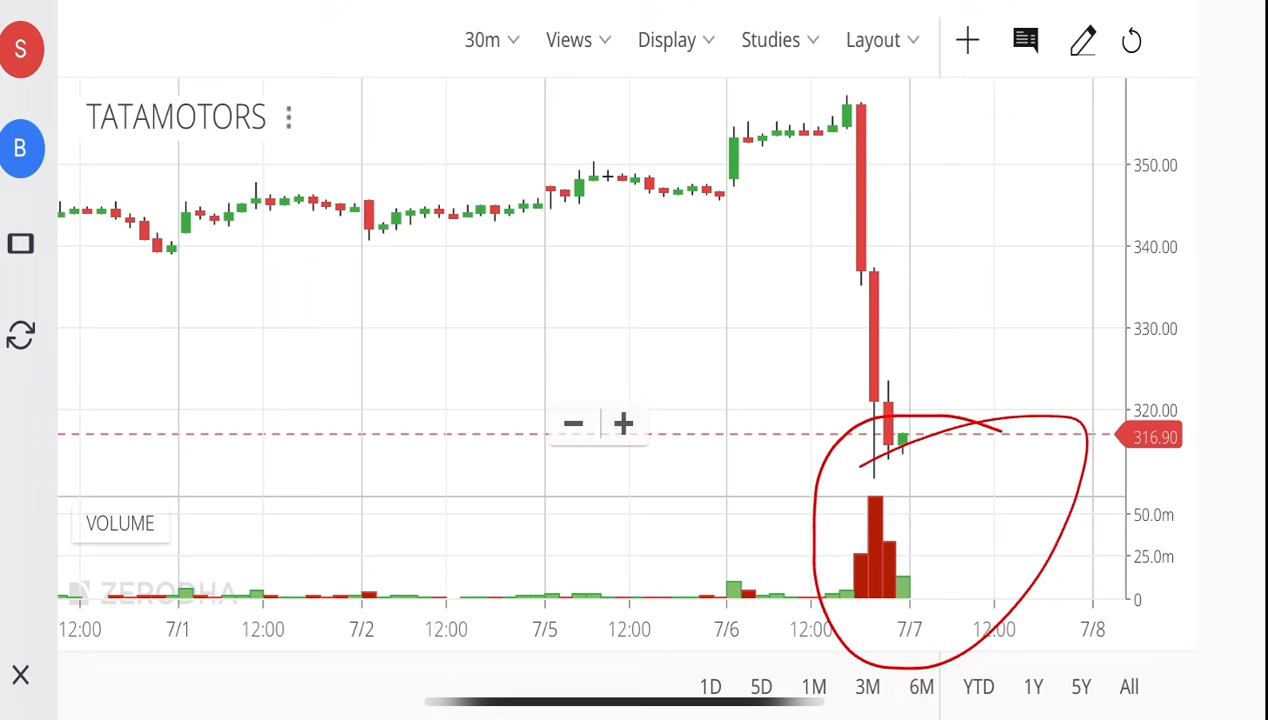 S
30m Views Display Studies Layout
B
TATAMOTORS
350.00
340.00
330.00
320.00
316.90
VOLUME
50.0m
25.0m
0
ZERODHA
12:00 7/1 12:00 7/2 12:00 7/5 12:00 7/6 12:00 7/7 12:00 7/8
1D 5D 1M 3M 6M YTD 1Y 5Y All